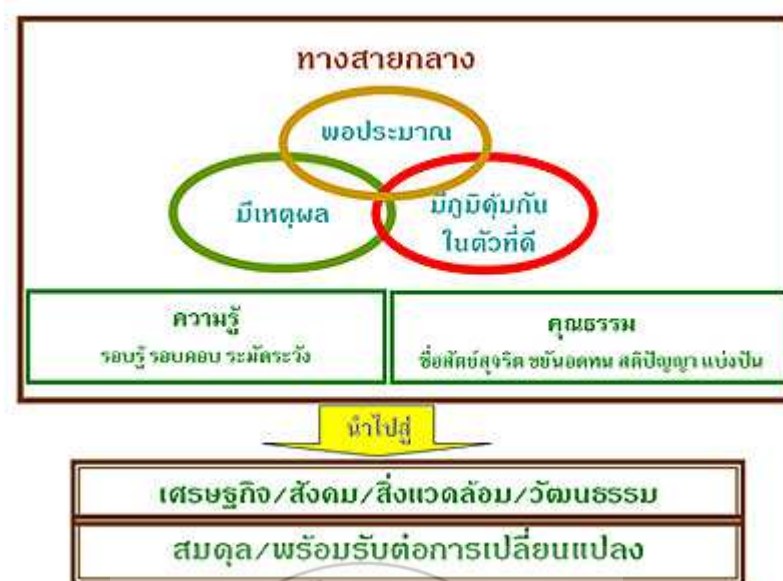 ทางสายกลาง
พอประมาณ
มีเหตุผล
มีภูมิคุ้มกัน
ในตัวที่ดี
ความรู้
รอบรู้ รอบคอบ ระมัดระวัง
คุณธรรม
ซื่อสัตย์สุจริต ขยันอดทน สติปัญญา แบ่งปัน
นำไปสู่
เศรษฐกิจ/สังคม/สิ่งแวดล้อม/วัฒนธรรม
สมดุล/พร้อมรับต่อการเปลี่ยนแปลง